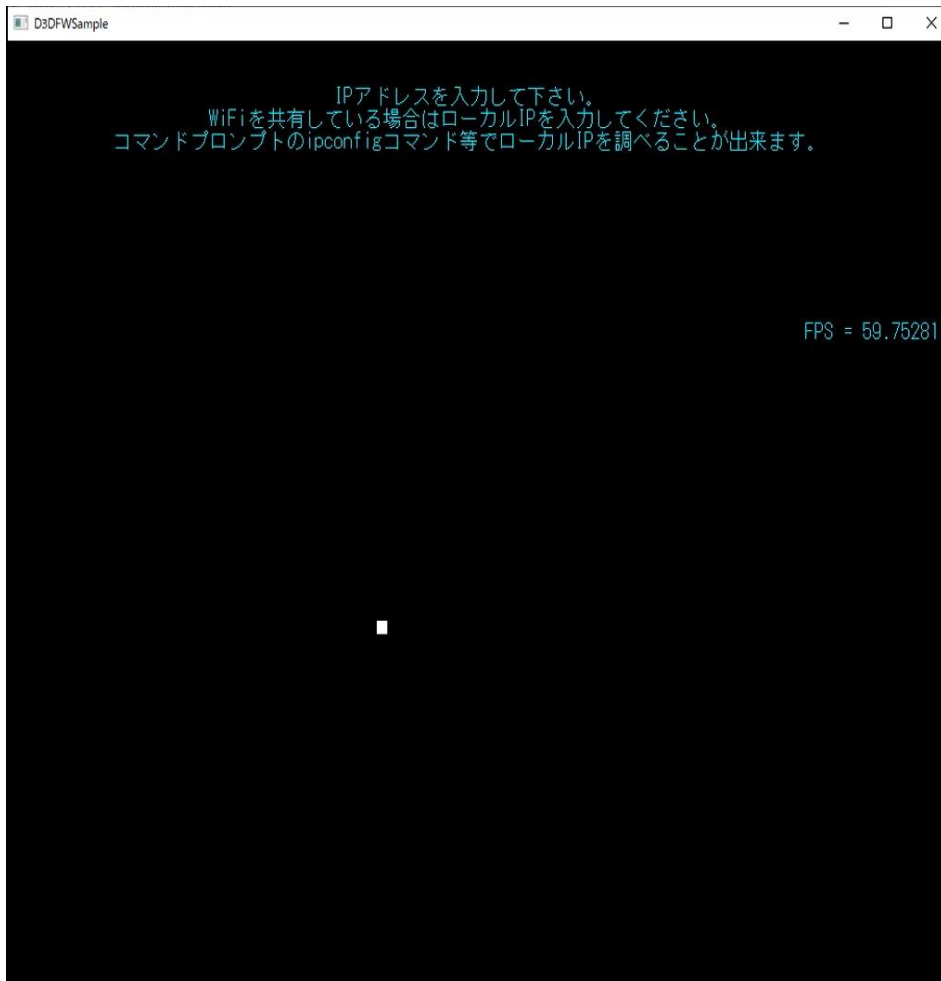 D3DFWSample
IPアドレスを入力して下さい。
WiFiを共有している場合はローカルIPを入力してください。
コマンドプロンプトのipconfigコマンド等でローカルIPを調べることが出来ます。
FPS = 59.75281